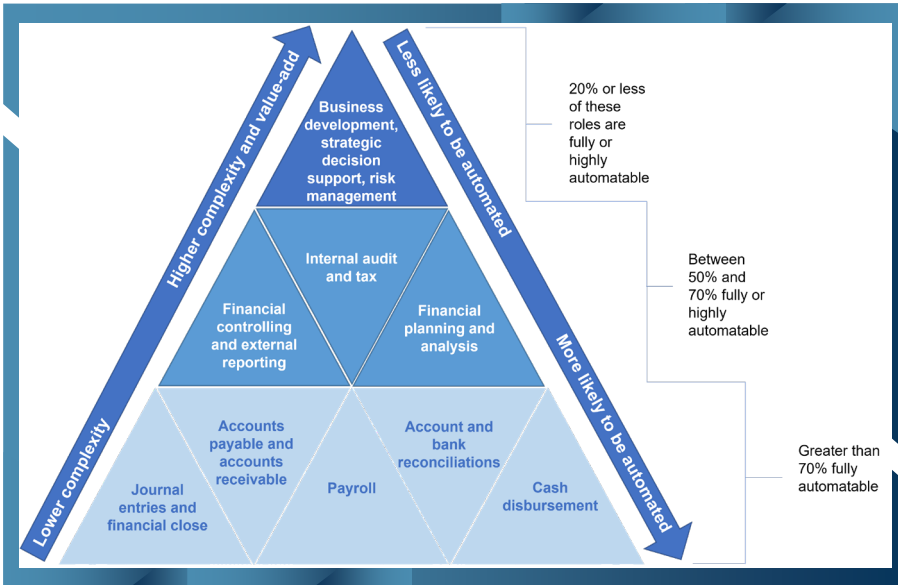 Higher complexity and value-add
Lower complexity
Less likely to be automated
More likely to be automated
Business
development,
strategic
decision
support, risk
management
Internal audit
and tax
Financial
controlling
and external
reporting
Financial
planning and
analysis
Accounts
payable and
accounts
receivable
Account and
bank
reconciliations
Journal
entries and
financial close
Payroll
Cash
disbursement
20% or less
of these
roles are
fully or
highly
automatable
Between
50% and
70% fully or
highly
automatable
Greater than
70% fully
automatable